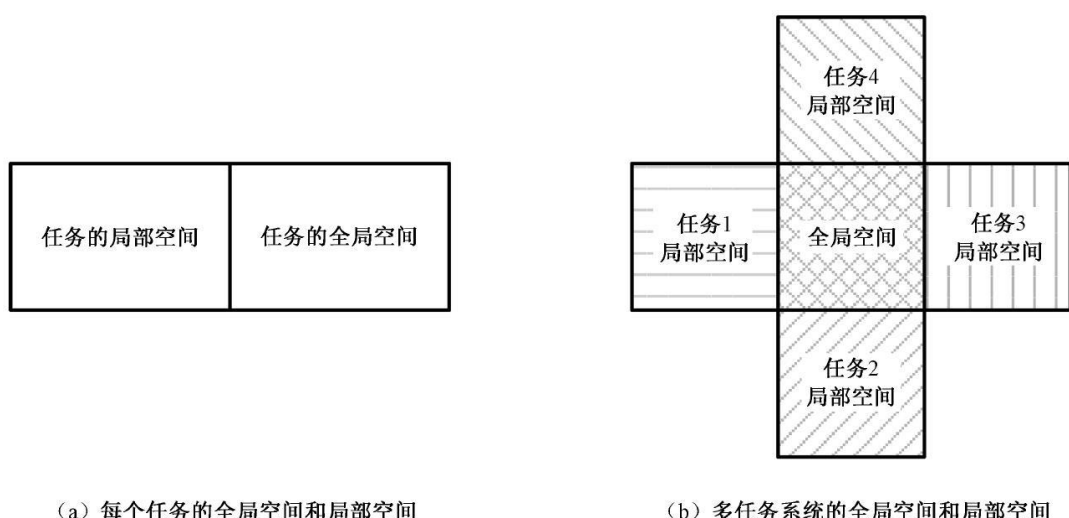 任务4
局部空间
任务的局部空间
任务的全局空间
任务1
局部空间
全局空间
任务3
局部空间
任务2
局部空间
（a）每个任务的全局空间和局部空间
（b）多任务系统的全局空间和局部空间